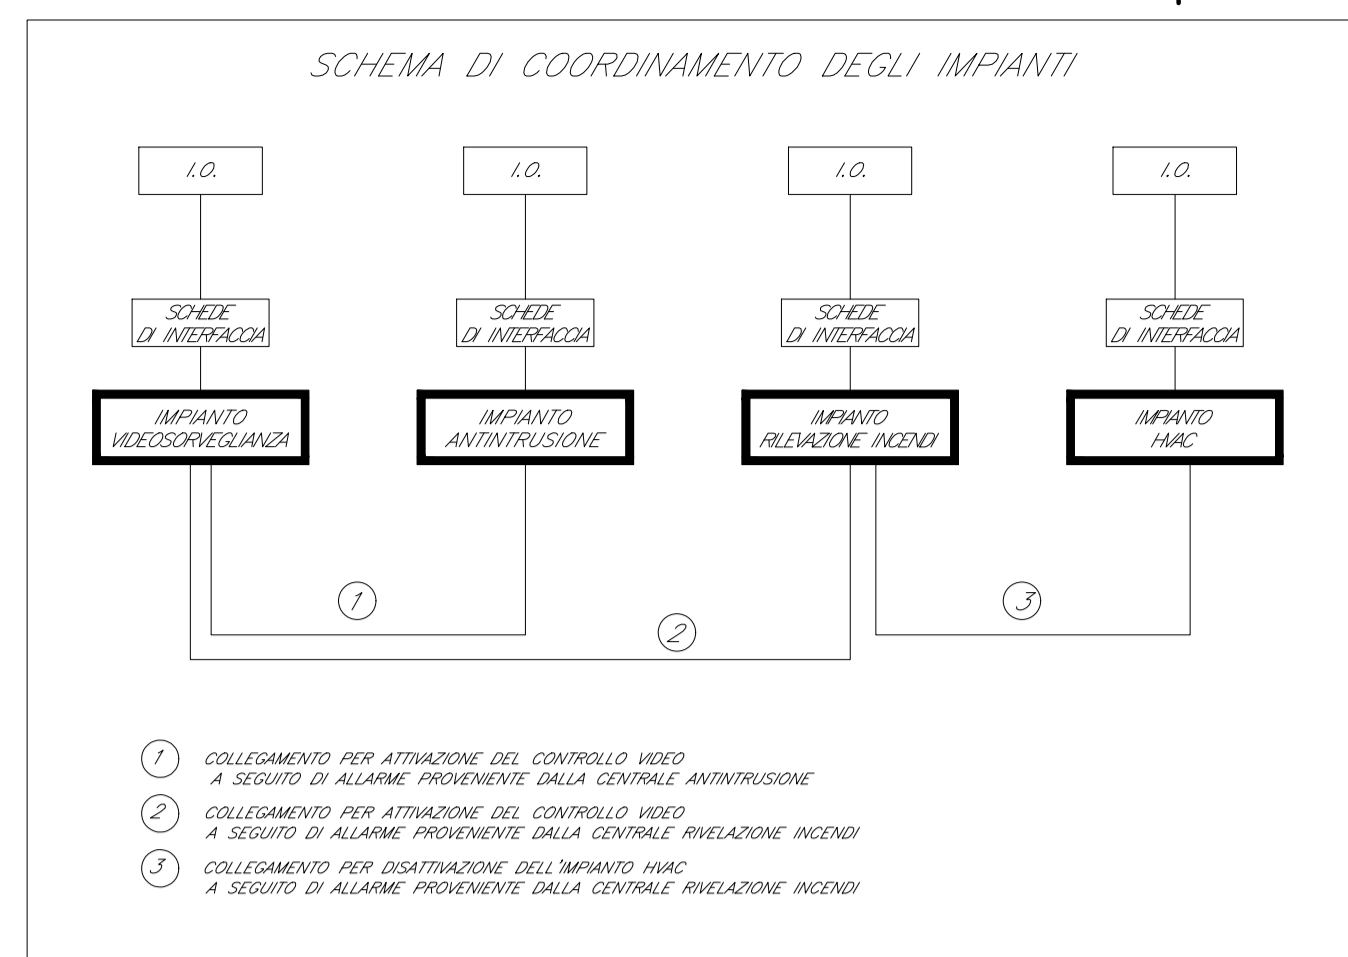 SCHEMA DI COORDINAMENTO DEGLI IMPIANTI
I.O.
I.O.
I.O.
I.O.
SCHEDE
DI INTERFACCIA
SCHEDE
DI INTERFACCIA
SCHEDE
DI INTERFACCIA
SCHEDE
DI INTERFACCIA
IMPIANTO
VIDEOSORVEGLIANZA
IMPIANTO
ANTINTRUSIONE
IMPIANTO
RILEVAZIONE INCENDI
IMPIANTO
HVAC
1
2
3
1 COLLEGAMENTO PER ATTIVAZIONE DEL CONTROLLO VIDEO
A SEGUITO DI ALLARME PROVENIENTE DALLA CENTRALE ANTINTRUSIONE
2 COLLEGAMENTO PER ATTIVAZIONE DEL CONTROLLO VIDEO
A SEGUITO DI ALLARME PROVENIENTE DALLA CENTRALE RIVELAZIONE INCENDI
3 COLLEGAMENTO PER DISATTIVAZIONE DELL'IMPIANTO HVAC
A SEGUITO DI ALLARME PROVENIENTE DALLA CENTRALE RIVELAZIONE INCENDI